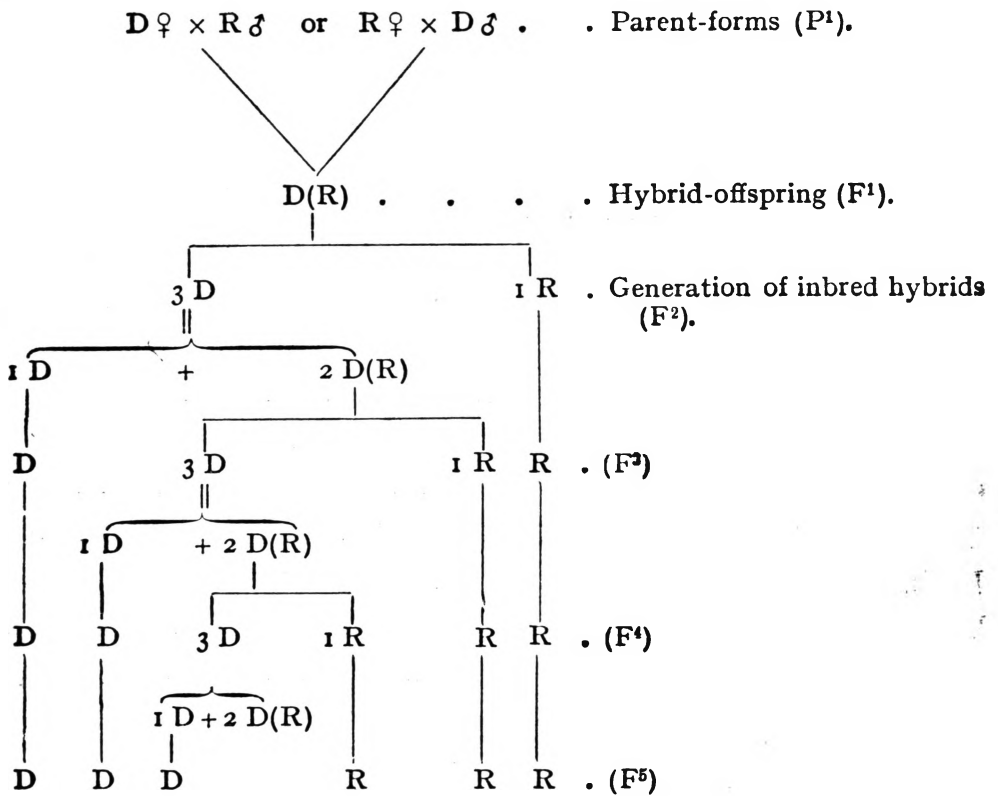 D♀ × R♂ or R♀ × D♂ . . Parent-forms (P¹).
D(R) . . . . Hybrid-offspring (F¹).
3 D 1 R . Generation of inbred hybrids
(F²).
1 D + 2 D(R)
D 3 D 1 R R . (F³)
1 D + 2 D(R)
D D 3 D 1 R R R . (F⁴)
1 D + 2 D(R)
D D D R R R . (F⁵)